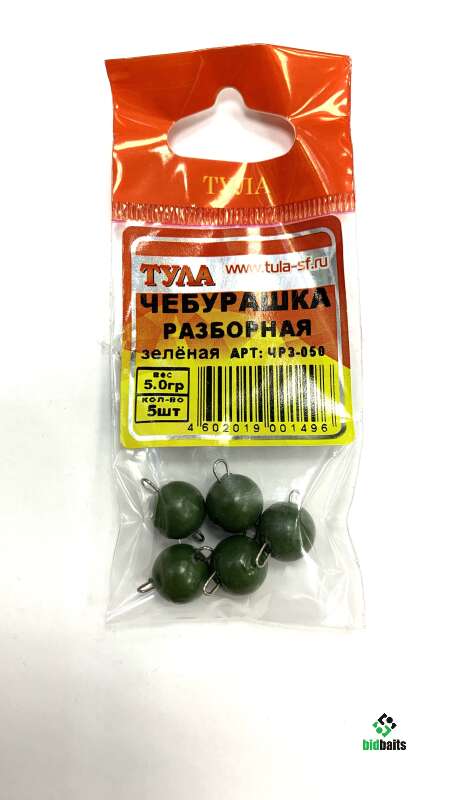 ТУЛА
ТУЛА www.tula-sf.ru
ЧЕБУРАШКА
РАЗБОРНАЯ
зелёная АРТ: ЧРЗ-050
вес
5.0гр
кол-во
5шт
4 602019 001496
bidbaits